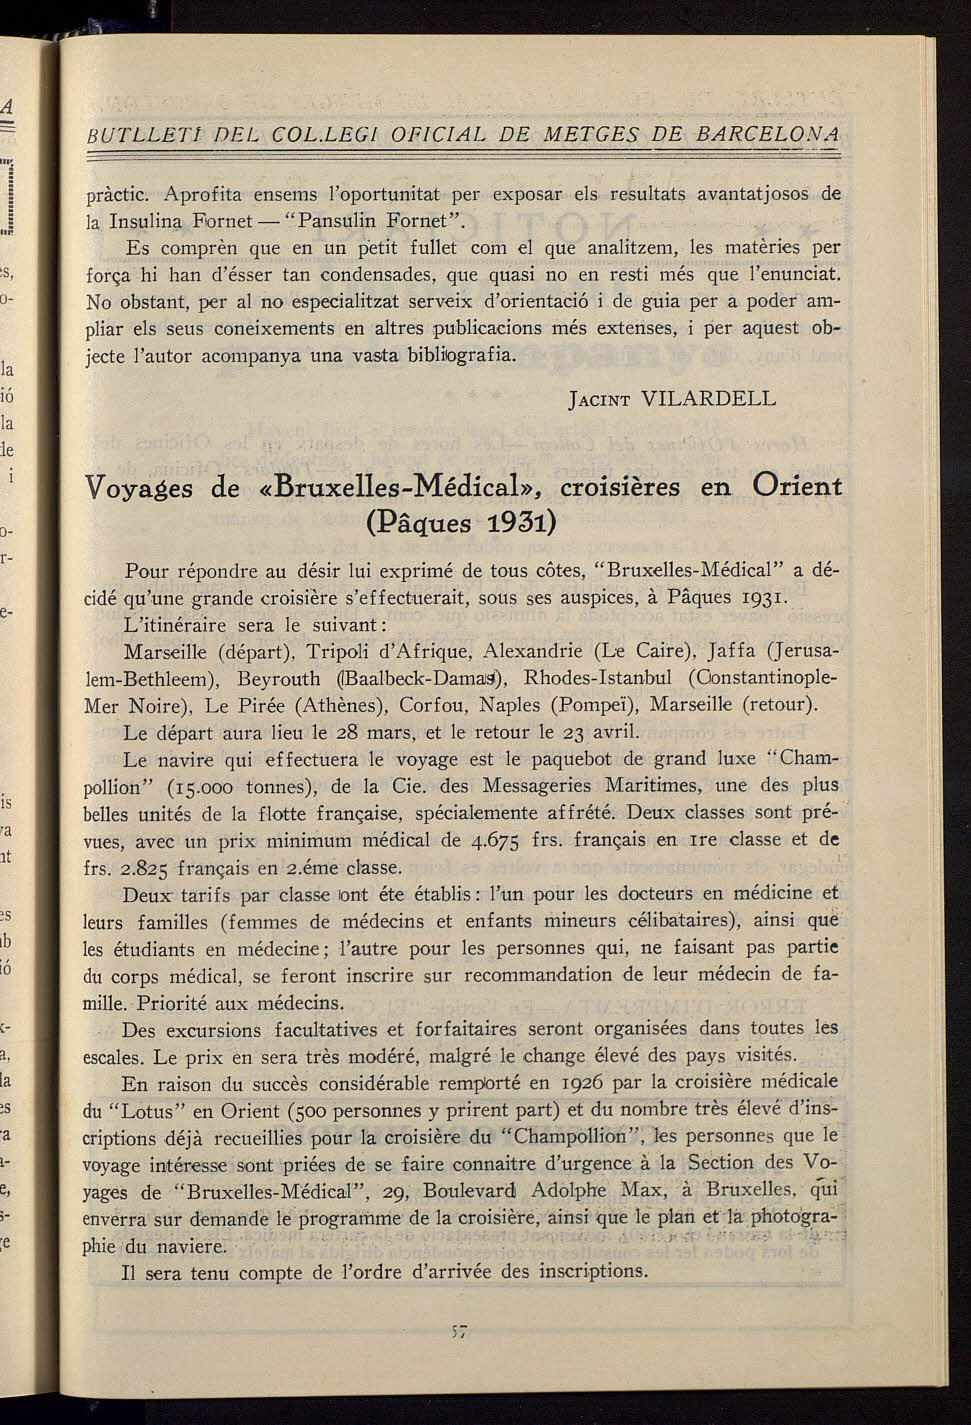 BUTLLETÍ DEL COL.LEGI OFICIAL DE METGES DE BARCELONA
pràctic. Aprofita ensems l'oportunitat per exposar els resultats avantatjosos de
la Insulina Fornet — "Pansulin Fornet".
Es comprèn que en un petit fullet com el que analitzem, les matèries per
força hi han d'ésser tan condensades, que quasi no en resti més que l'enunciat.
No obstant, per al no especialitzat serveix d'orientació i de guia per a poder am-
pliar els seus coneixements en altres publicacions més extenses, i per aquest ob-
jecte l'autor acompanya una vasta bibliografia.
JACINT VILARDELL
Voyages de «Bruxelles-Médical», croisières en Orient
(Pâques 1931)
Pour répondre au désir lui exprimé de tous côtes, "Bruxelles-Médical" a dé-
cidé qu'une grande croisière s'effectuerait, sous ses auspices, à Pâques 1931.
L'itinéraire sera le suivant:
Marseille (départ), Tripoli d'Afrique, Alexandrie (Le Caire), Jaffa (Jerusa-
lem-Bethleem), Beyrouth (Baalbeck-Damas), Rhodes-Istanbul (Constantinople-
Mer Noire), Le Pirée (Athènes), Corfou, Naples (Pompeï), Marseille (retour).
Le départ aura lieu le 28 mars, et le retour le 23 avril.
Le navire qui effectuera le voyage est le paquebot de grand luxe "Cham-
pollion" (15.000 tonnes), de la Cie. des Messageries Maritimes, une des plus
belles unités de la flotte française, spécialemente affrété. Deux classes sont pré-
vues, avec un prix minimum médical de 4.675 frs. français en 1re classe et de
frs. 2.825 français en 2.éme classe.
Deux tarifs par classe ont éte établis: l'un pour les docteurs en médicine et
leurs familles (femmes de médecins et enfants mineurs célibataires), ainsi que
les étudiants en médecine; l'autre pour les personnes qui, ne faisant pas partie
du corps médical, se feront inscrire sur recommandation de leur médecin de fa-
mille. Priorité aux médecins.
Des excursions facultatives et forfaitaires seront organisées dans toutes les
escales. Le prix en sera très modéré, malgré le change élevé des pays visités.
En raison du succès considérable remporté en 1926 par la croisière médicale
du "Lotus" en Orient (500 personnes y prirent part) et du nombre très élevé d'ins-
criptions déjà recueillies pour la croisière du "Champollion", les personnes que le
voyage intéresse sont priées de se faire connaitre d'urgence à la Section des Vo-
yages de "Bruxelles-Médical", 29, Boulevard Adolphe Max, à Bruxelles, qui
enverra sur demande le programme de la croisière, ainsi que le plan et la photogra-
phie du naviere.
Il sera tenu compte de l'ordre d'arrivée des inscriptions.
57